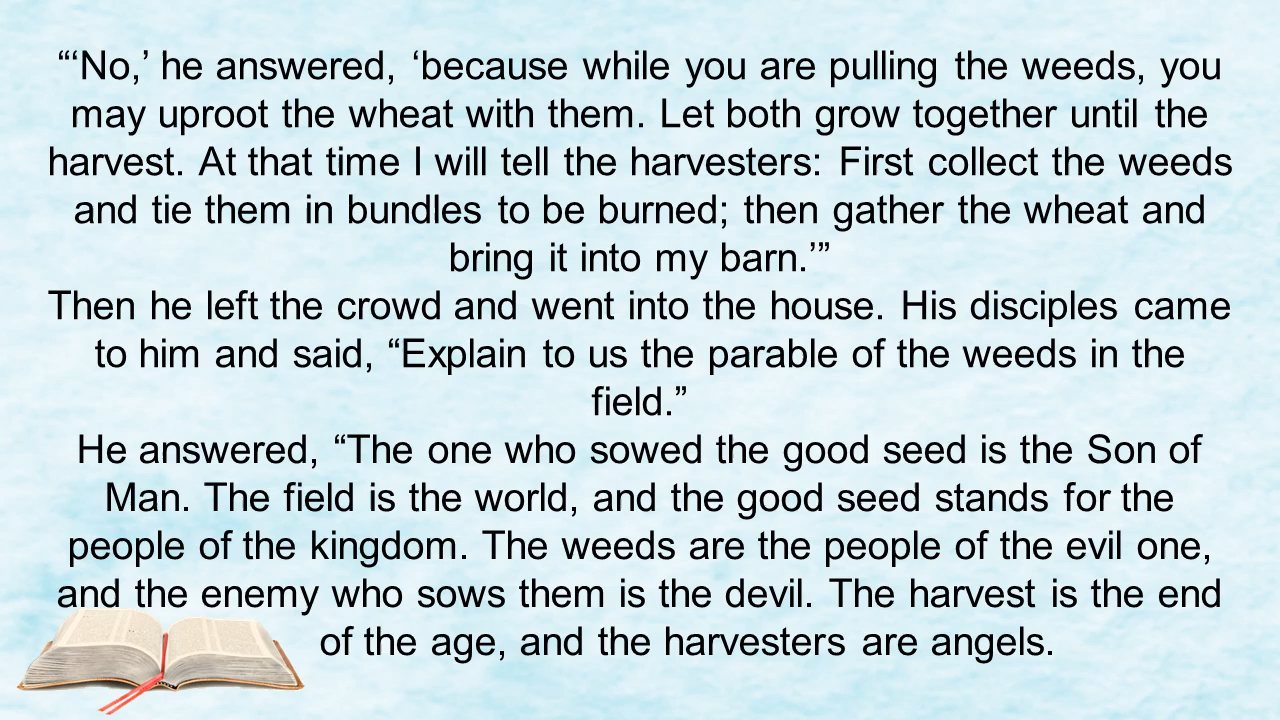 “‘No,’ he answered, ‘because while you are pulling the weeds, you
may uproot the wheat with them. Let both grow together until the
harvest. At that time I will tell the harvesters: First collect the weeds
and tie them in bundles to be burned; then gather the wheat and
bring it into my barn.’”
Then he left the crowd and went into the house. His disciples came
to him and said, “Explain to us the parable of the weeds in the
field.”
He answered, “The one who sowed the good seed is the Son of
Man. The field is the world, and the good seed stands for the
people of the kingdom. The weeds are the people of the evil one,
and the enemy who sows them is the devil. The harvest is the end
of the age, and the harvesters are angels.